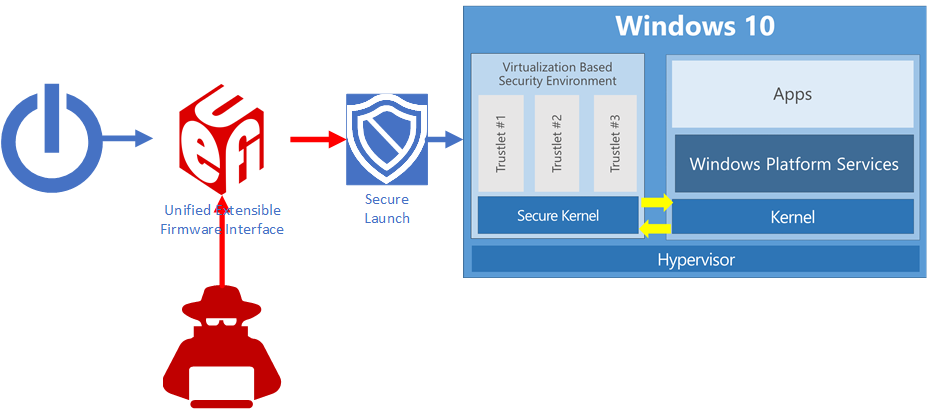 Windows 10
Virtualization Based
Security Environment
Trustlet #1
Trustlet #2
Trustlet #3
Secure Kernel
Apps
Windows Platform Services
Kernel
Hypervisor
UEFI
Unified Extensible
Firmware Interface
Secure
Launch